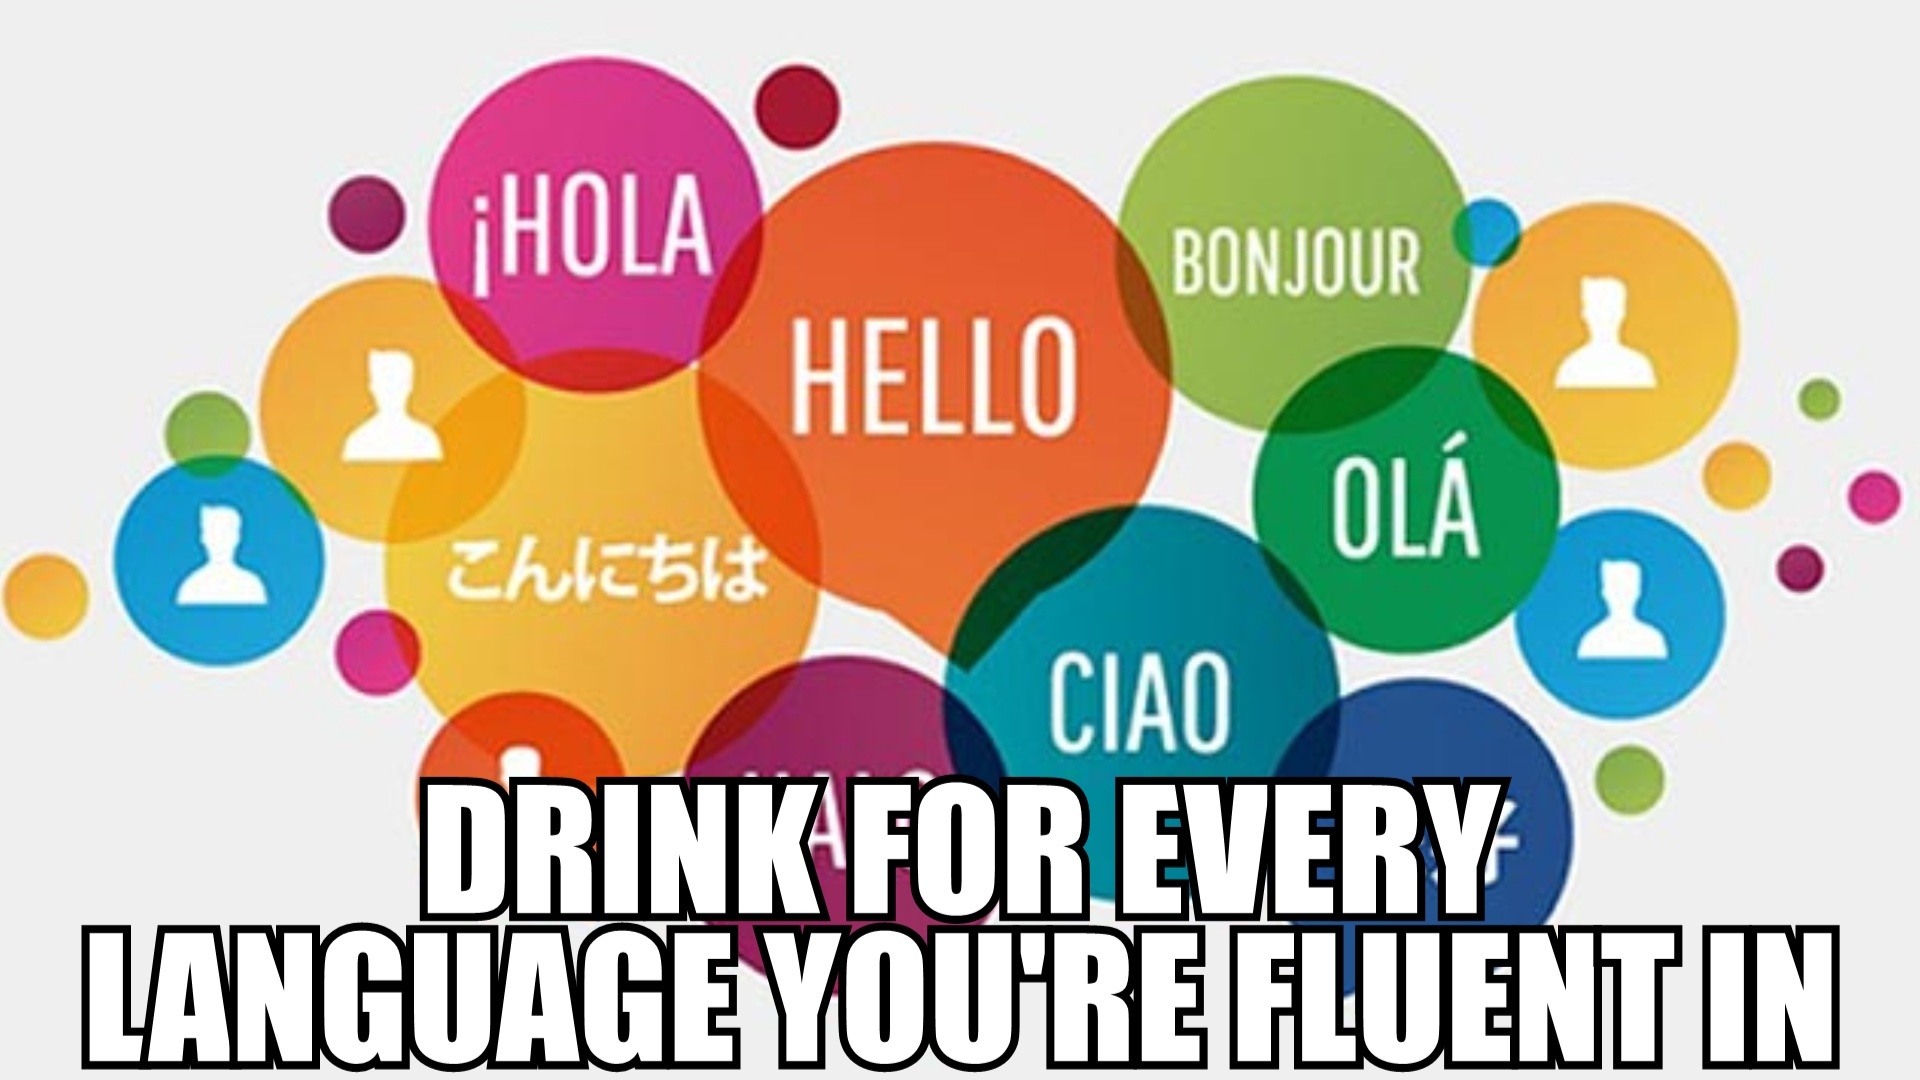 ¡HOLA
HELLO
BONJOUR
OLÁ
こんにちは
CIAO
DRINK FOR EVERY
LANGUAGE YOU'RE FLUENT IN